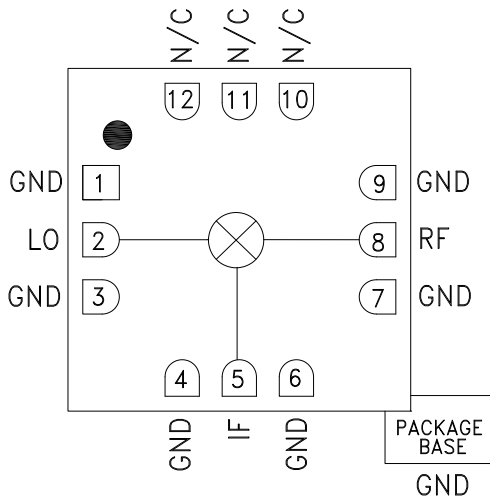 N/C N/C N/C
12 11 10
GND 1 9 GND
LO 2 8 RF
GND 3 7 GND
4 5 6
GND IF GND
PACKAGE
BASE
GND